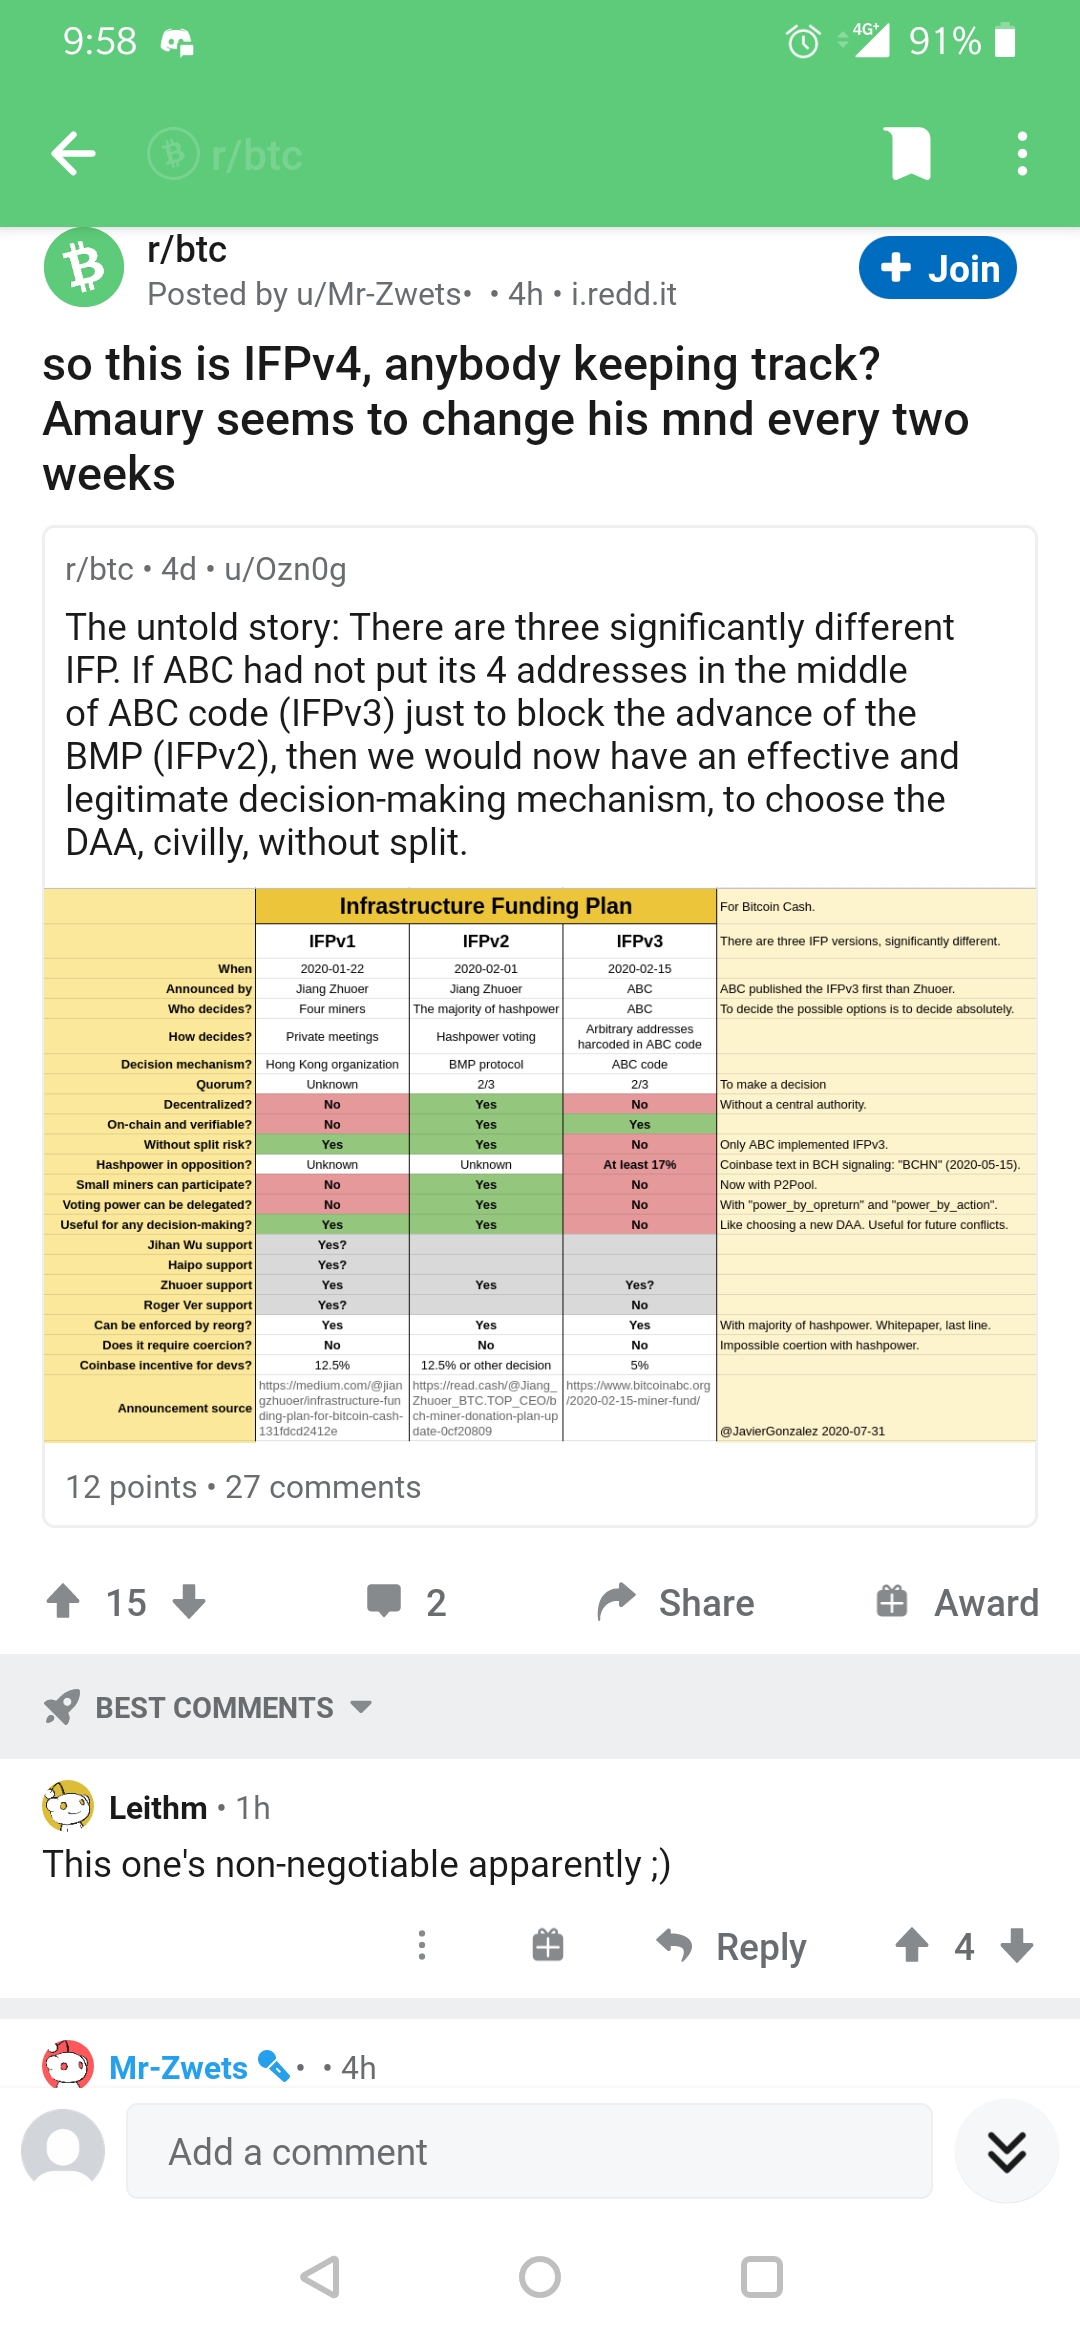 9:58
4G+
91%
r/btc
r/btc
Posted by u/Mr-Zwets• • 4h • i.redd.it
+ Join
so this is IFPv4, anybody keeping track?
Amaury seems to change his mnd every two
weeks
r/btc • 4d • u/Ozn0g
The untold story: There are three significantly different
IFP. If ABC had not put its 4 addresses in the middle
of ABC code (IFPv3) just to block the advance of the
BMP (IFPv2), then we would now have an effective and
legitimate decision-making mechanism, to choose the
DAA, civilly, without split.
Infrastructure Funding Plan For Bitcoin Cash.
IFPv1 IFPv2 IFPv3 There are three IFP versions, significantly different.
When 2020-01-22 2020-02-01 2020-02-15
Announced by Jiang Zhuoer Jiang Zhuoer ABC ABC published the IFPv3 first than Zhuoer.
Who decides? Four miners The majority of hashpower ABC To decide the possible options is to decide absolutely.
How decides? Private meetings Hashpower voting Arbitrary addresses
harcoded in ABC code
Decision mechanism? Hong Kong organization BMP protocol ABC code
Quorum? Unknown 2/3 2/3 To make a decision
Decentralized? No Yes No Without a central authority.
On-chain and verifiable? No Yes Yes
Without split risk? Yes Yes No Only ABC implemented IFPv3.
Hashpower in opposition? Unknown Unknown At least 17% Coinbase text in BCH signaling: "BCHN" (2020-05-15).
Small miners can participate? No Yes No Now with P2Pool.
Voting power can be delegated? No Yes No With "power_by_opreturn" and "power_by_action".
Useful for any decision-making? Yes Yes No Like choosing a new DAA. Useful for future conflicts.
Jihan Wu support Yes?
Haipo support Yes?
Zhuoer support Yes Yes Yes?
Roger Ver support Yes? No
Can be enforced by reorg? Yes Yes Yes With majority of hashpower. Whitepaper, last line.
Does it require coercion? No No No Impossible coertion with hashpower.
Coinbase incentive for devs? 12.5% 12.5% or other decision 5%
Announcement source
https://medium.com/@jian
gzhuoer/infrastructure-fun
ding-plan-for-bitcoin-cash-
131fdcd2412e
https://read.cash/@Jiang_
Zhuoer_BTC.TOP_CEO/b
ch-miner-donation-plan-up
date-0cf20809
https://www.bitcoinabc.org
/2020-02-15-miner-fund/
@JavierGonzalez 2020-07-31
12 points • 27 comments
15
2
Share
Award
BEST COMMENTS
Leithm • 1h
This one's non-negotiable apparently ;)
Reply
4
Mr-Zwets • • 4h
Add a comment